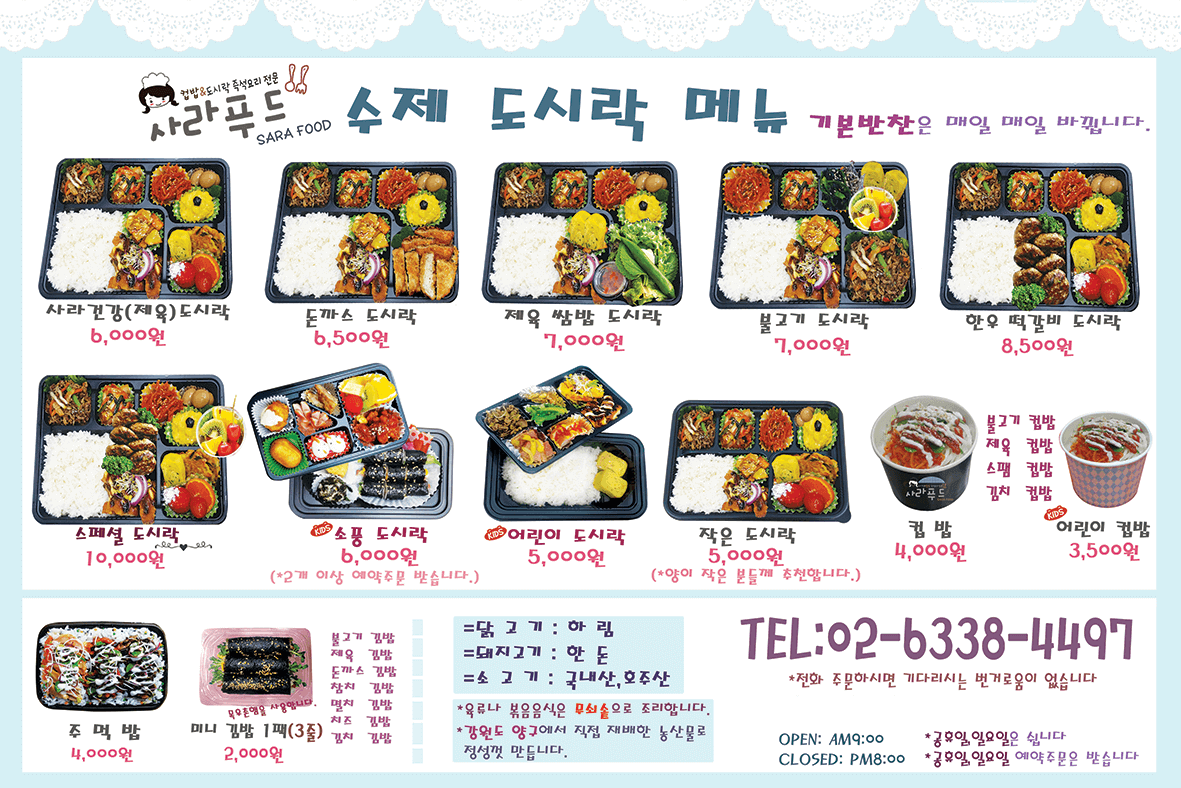 컵밥&도시락 즉석요리 전문
사라푸드
SARA FOOD
수제 도시락 메뉴
기본반찬은 매일 매일 바뀝니다.
사라건강(제육)도시락
6,000원
돈까스 도시락
6,500원
제육 쌈밥 도시락
7,000원
불고기 도시락
7,000원
한우 떡갈비 도시락
8,500원
스페셜 도시락
10,000원
KIDS 소풍 도시락
6,000원
(*2개 이상 예약주문 받습니다.)
KIDS 어린이 도시락
5,000원
작은 도시락
5,000원
(*양이 작은 분들께 추천합니다.)
사라푸드
컵 밥
4,000원
불고기 컵밥
제육 컵밥
스팸 컵밥
김치 컵밥
KIDS 어린이 컵밥
3,500원
주 먹 밥
4,000원
미니 김밥 1팩(3줄)
2,000원
불고기 김밥
제육 김밥
돈까스 김밥
참치 김밥
멸치 김밥
치즈 김밥
김치 김밥
=닭 고 기 : 하 림
=돼지고기 : 한 돈
=소 고 기 : 국내산,호주산
*육류나 볶음음식은 무쇠솥으로 조리합니다.
*강원도 양구에서 직접 재배한 농산물로
정성껏 만듭니다.
TEL:02-6338-4497
*전화 주문하시면 기다리시는 번거로움이 없습니다
OPEN: AM9:00
CLOSED: PM8:00
*공휴일,일요일은 쉽니다
*공휴일,일요일 예약주문은 받습니다